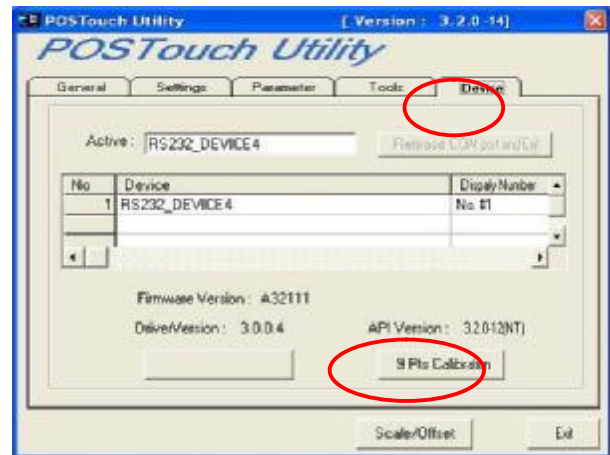 POSTouch Utility [ Version : 3.2.0 -14]
POSTouch Utility
General Settings Parameter Tools Device
Active : RS232_DEVICE4 Release COM port and Exit
No Device Dispaly Number
1 RS232_DEVICE4 No. #1
Firmware Version : A32111
DriverVersion : 3.0.0.4 API Version : 3.2.0.12(NT)
9 Pts Calibration
Scale/Offset Exit